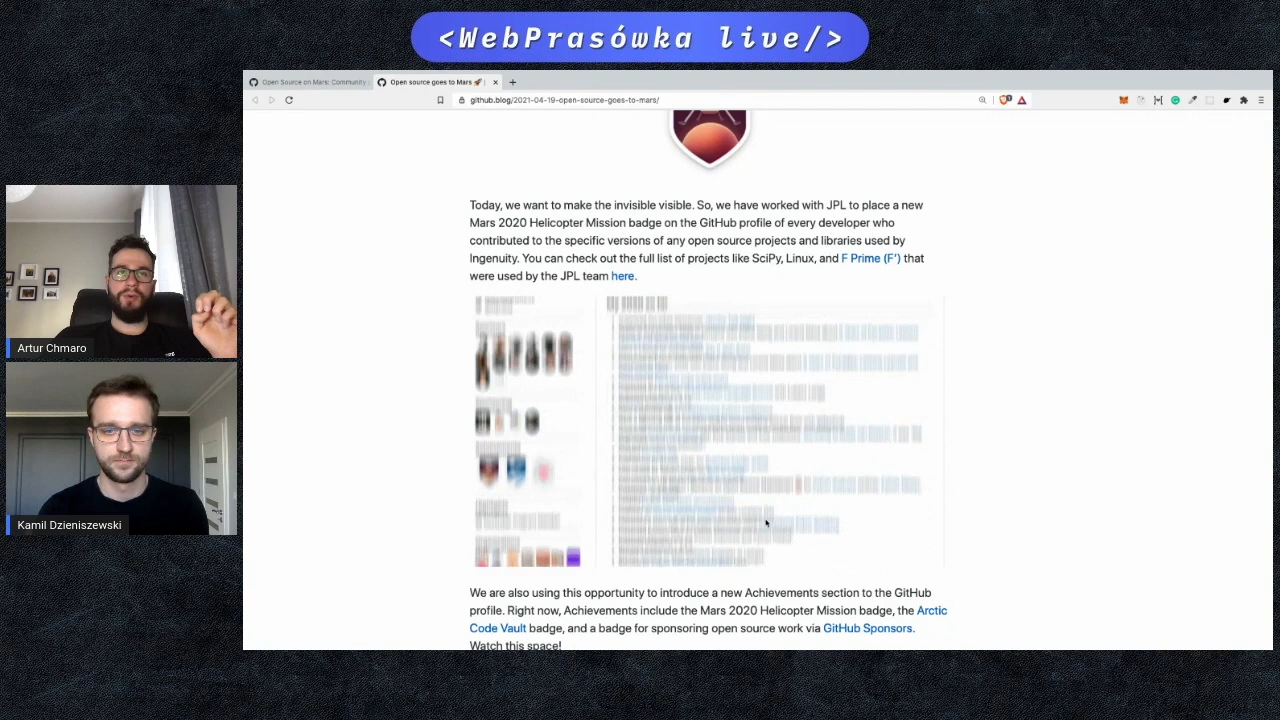 <WebPrasówka live/>
Open Source on Mars: Community
Open source goes to Mars 🚀
github.blog/2021-04-19-open-source-goes-to-mars/
Today, we want to make the invisible visible. So, we have worked with JPL to place a new
Mars 2020 Helicopter Mission badge on the GitHub profile of every developer who
contributed to the specific versions of any open source projects and libraries used by
Ingenuity. You can check out the full list of projects like SciPy, Linux, and F Prime (F’) that
were used by the JPL team here.
Artur Chmaro
Kamil Dzieniszewski
We are also using this opportunity to introduce a new Achievements section to the GitHub
profile. Right now, Achievements include the Mars 2020 Helicopter Mission badge, the Arctic
Code Vault badge, and a badge for sponsoring open source work via GitHub Sponsors.
Watch this space!